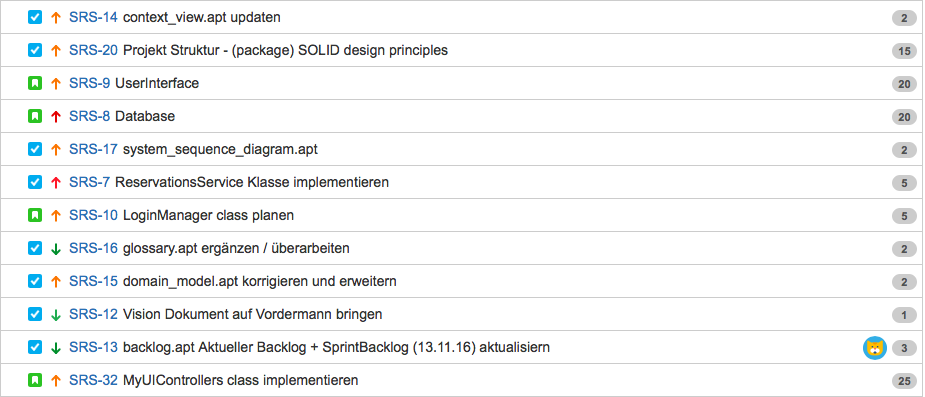 SRS-14 context_view.apt updaten 2
SRS-20 Projekt Struktur - (package) SOLID design principles 15
SRS-9 UserInterface 20
SRS-8 Database 20
SRS-17 system_sequence_diagram.apt 2
SRS-7 ReservationsService Klasse implementieren 5
SRS-10 LoginManager class planen 5
SRS-16 glossary.apt ergänzen / überarbeiten 2
SRS-15 domain_model.apt korrigieren und erweitern 2
SRS-12 Vision Dokument auf Vordermann bringen 1
SRS-13 backlog.apt Aktueller Backlog + SprintBacklog (13.11.16) aktualisiern 3
SRS-32 MyUIControllers class implementieren 25